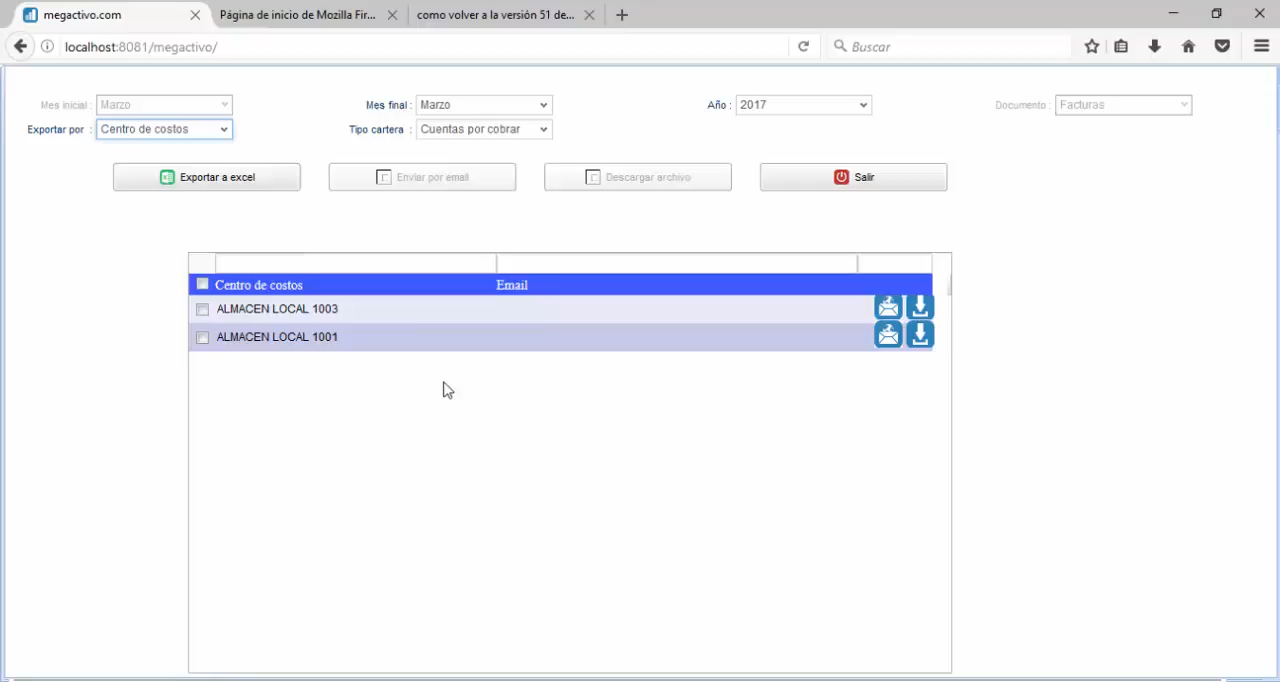 megactivo.com
Página de inicio de Mozilla Fir...
como volver a la versión 51 de...
localhost:8081/megactivo/
Buscar
Mes inicial : Marzo
Mes final : Marzo
Año : 2017
Documento : Facturas
Exportar por : Centro de costos
Tipo cartera : Cuentas por cobrar
Exportar a excel
Enviar por email
Descargar archivo
Salir
Centro de costos Email
ALMACEN LOCAL 1003
ALMACEN LOCAL 1001